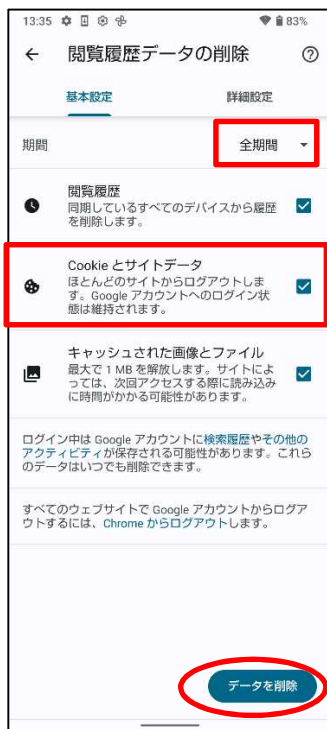 13:35 83%
閲覧履歴データの削除
基本設定 詳細設定
期間 全期間
閲覧履歴
同期しているすべてのデバイスから履歴
を削除します。
Cookie とサイトデータ
ほとんどのサイトからログアウトしま
す。Google アカウントへのログイン状
態は維持されます。
キャッシュされた画像とファイル
最大で 1 MB を解放します。サイトによ
っては、次回アクセスする際に読み込み
に時間がかかる可能性があります。
ログイン中は Google アカウントに検索履歴やその他の
アクティビティが保存される可能性があります。これら
のデータはいつでも削除できます。
すべてのウェブサイトで Google アカウントからログア
ウトするには、Chrome からログアウトします。
データを削除